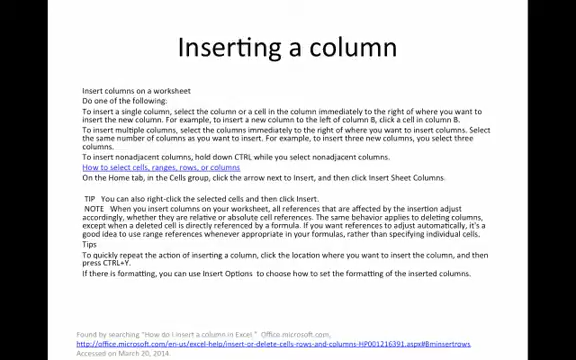 Inserting a column
Insert columns on a worksheet
Do one of the following:
To insert a single column, select the column or a cell in the column immediately to the right of where you want to
insert the new column. For example, to insert a new column to the left of column B, click a cell in column B.
To insert multiple columns, select the columns immediately to the right of where you want to insert columns. Select
the same number of columns as you want to insert. For example, to insert three new columns, you select three
columns.
To insert nonadjacent columns, hold down CTRL while you select nonadjacent columns.
How to select cells, ranges, rows, or columns
On the Home tab, in the Cells group, click the arrow next to Insert, and then click Insert Sheet Columns.
TIP You can also right-click the selected cells and then click Insert.
NOTE When you insert columns on your worksheet, all references that are affected by the insertion adjust
accordingly, whether they are relative or absolute cell references. The same behavior applies to deleting columns,
except when a deleted cell is directly referenced by a formula. If you want references to adjust automatically, it's a
good idea to use range references whenever appropriate in your formulas, rather than specifying individual cells.
Tips
To quickly repeat the action of inserting a column, click the location where you want to insert the column, and then
press CTRL+Y.
If there is formatting, you can use Insert Options to choose how to set the formatting of the inserted columns.
Found by searching "How do I insert a column in Excel." Office.microsoft.com,
http://office.microsoft.com/en-us/excel-help/insert-or-delete-cells-rows-and-columns-HP001216391.aspx#Bminsertrows
Accessed on March 20, 2014.